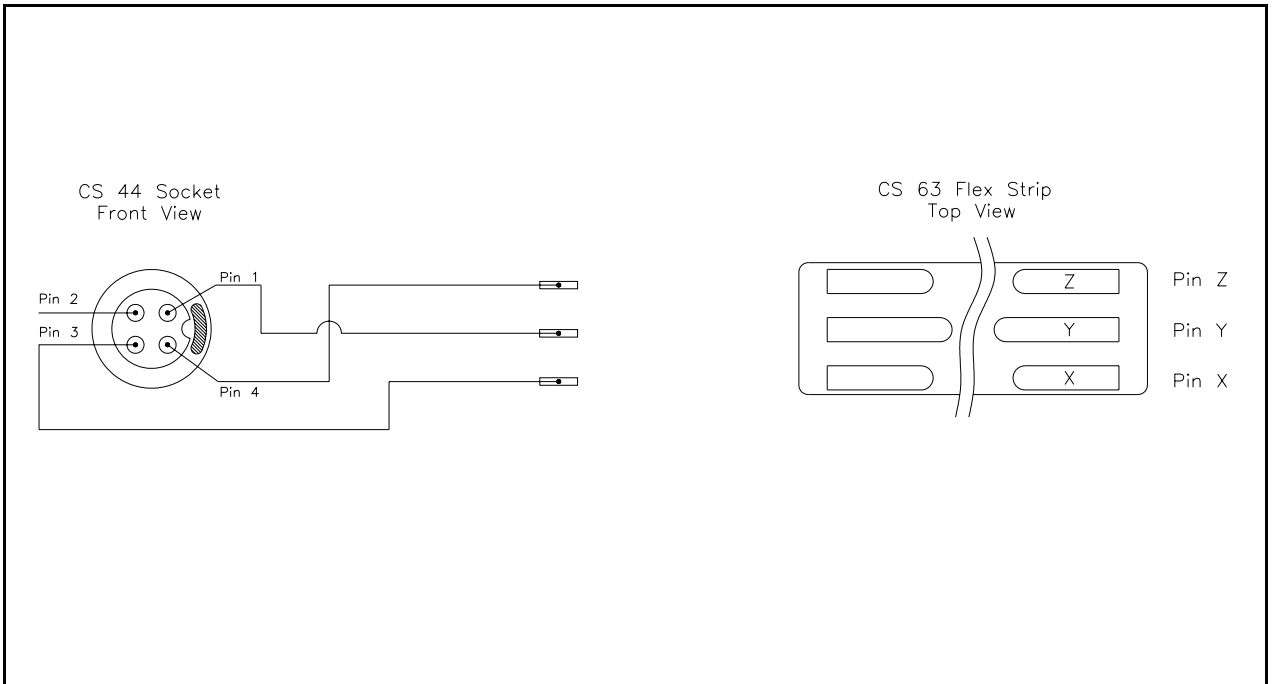 CS 44 Socket
Front View
Pin 1
Pin 2
Pin 3
Pin 4
CS 63 Flex Strip
Top View
Z
Pin Z
Y
Pin Y
X
Pin X